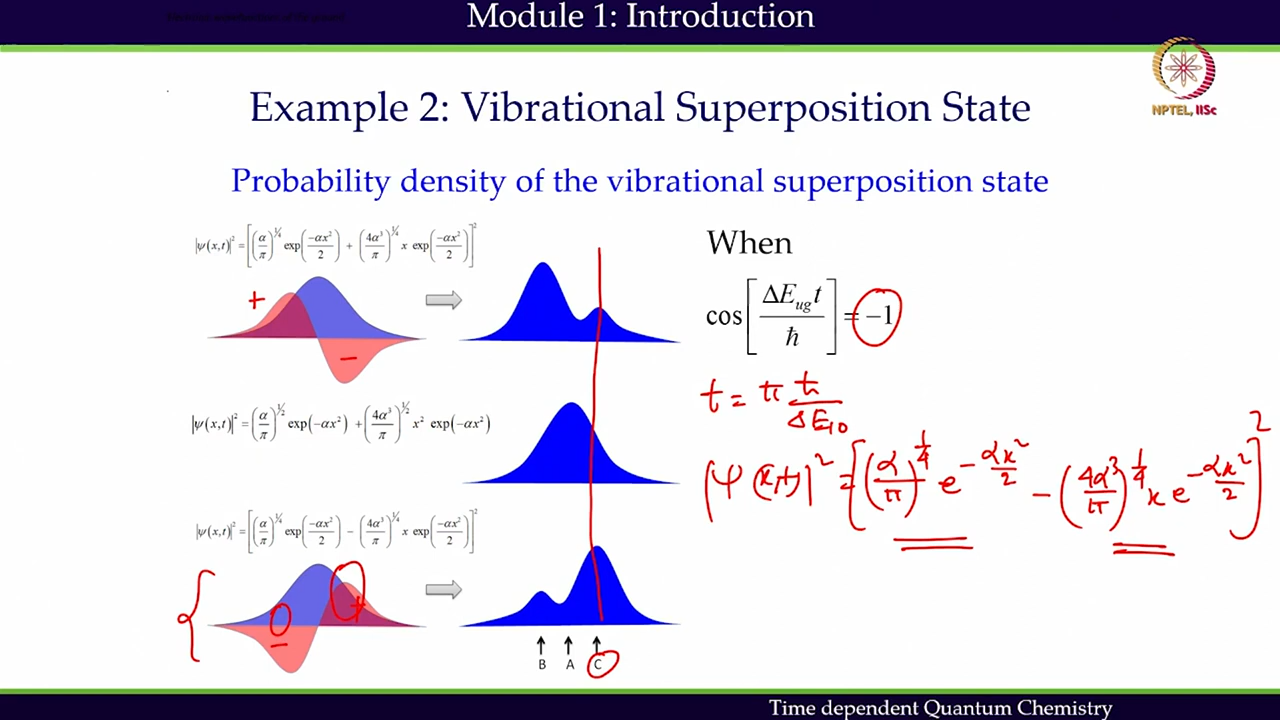 Module 1: Introduction
NPTEL, IISc
Example 2: Vibrational Superposition State
Probability density of the vibrational superposition state
|ψ(x,t)|² = [(α/π)^¼ exp(−αx²/2) + (4α³/π)^¼ x exp(−αx²/2)]²
+
−
|ψ(x,t)|² = (α/π)^½ exp(−αx²) + (4α³/π)^½ x² exp(−αx²)
|ψ(x,t)|² = [(α/π)^¼ exp(−αx²/2) − (4α³/π)^¼ x exp(−αx²/2)]²
−
+
B A C
When
cos[ΔE_ug t/ħ] = −1
t = π ħ/ΔE₁₀
|ψ(x,t)|² = [(α/π)^¼ e^(−αx²/2) − (4α³/π)^¼ x e^(−αx²/2)]²
Time dependent Quantum Chemistry